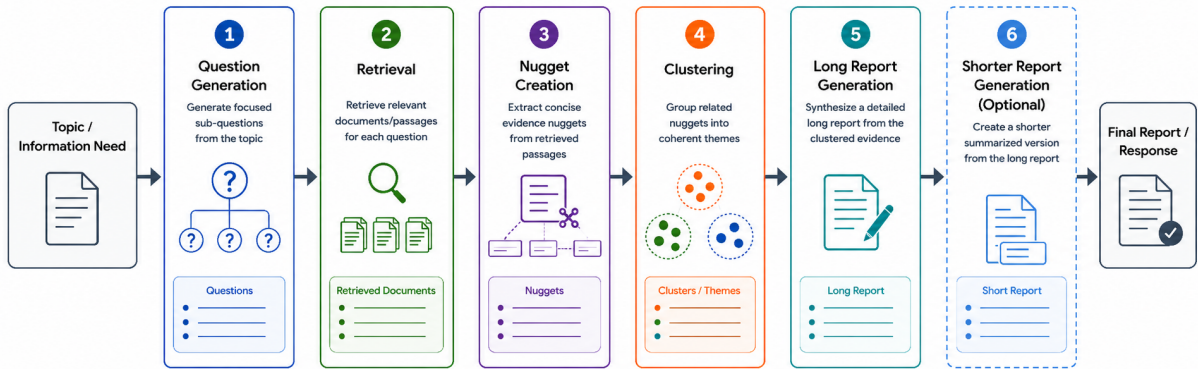 Topic /
Information Need
1
Question
Generation
Generate focused
sub-questions
from the topic
?
? ? ?
Questions
2
Retrieval
Retrieve relevant
documents/passages
for each question
Retrieved Documents
3
Nugget
Creation
Extract concise
evidence nuggets
from retrieved
passages
Nuggets
4
Clustering
Group related
nuggets into
coherent themes
Clusters / Themes
5
Long Report
Generation
Synthesize a detailed
long report from the
clustered evidence
Long Report
6
Shorter Report
Generation
(Optional)
Create a shorter
summarized version
from the long report
Short Report
Final Report /
Response